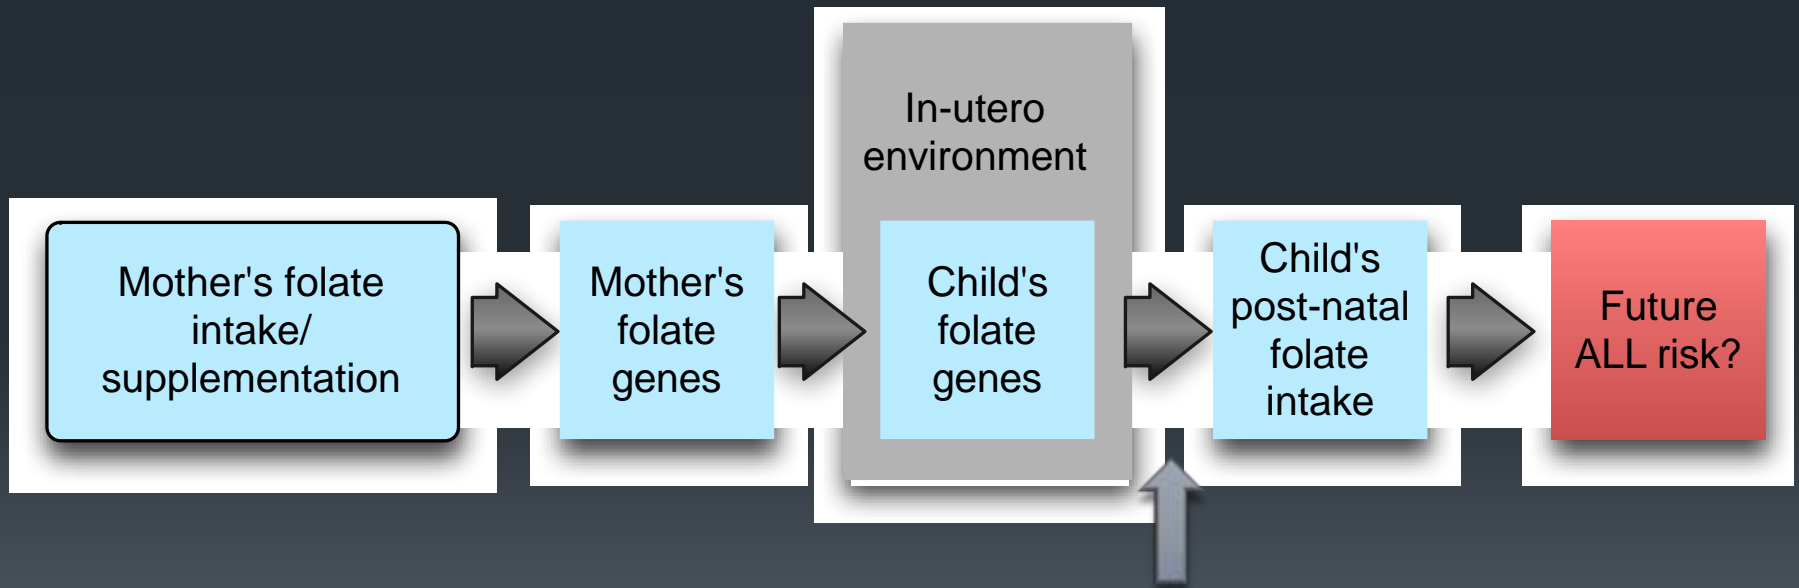 In-utero
environment
Mother's folate
intake/
supplementation
Mother's
folate
genes
Child's
folate
genes
Child's
post-natal
folate
intake
Future
ALL risk?